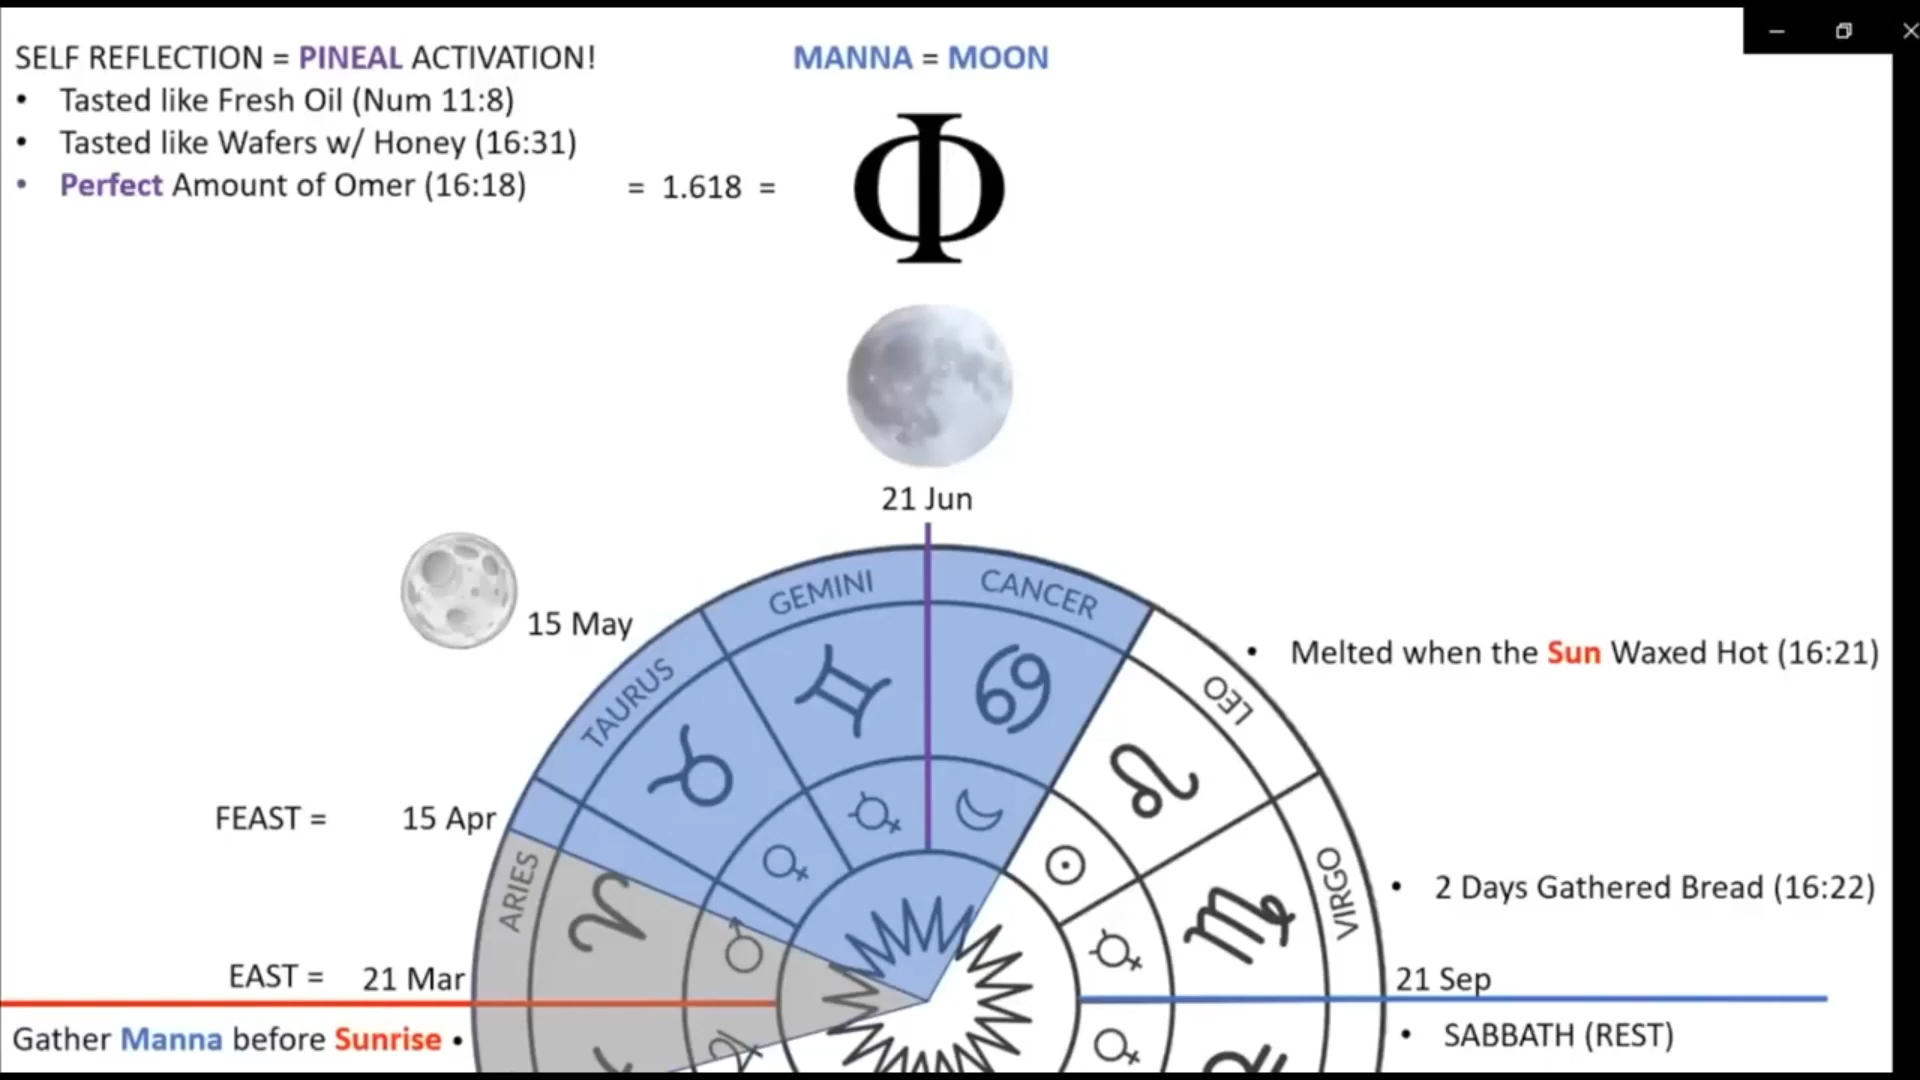 SELF REFLECTION = PINEAL ACTIVATION!
• Tasted like Fresh Oil (Num 11:8)
• Tasted like Wafers w/ Honey (16:31)
• Perfect Amount of Omer (16:18) = 1.618 =
MANNA = MOON
Φ
21 Jun
15 May
GEMINI
CANCER
TAURUS
LEO
• Melted when the Sun Waxed Hot (16:21)
FEAST = 15 Apr
ARIES
VIRGO
• 2 Days Gathered Bread (16:22)
EAST = 21 Mar
21 Sep
Gather Manna before Sunrise •
• SABBATH (REST)